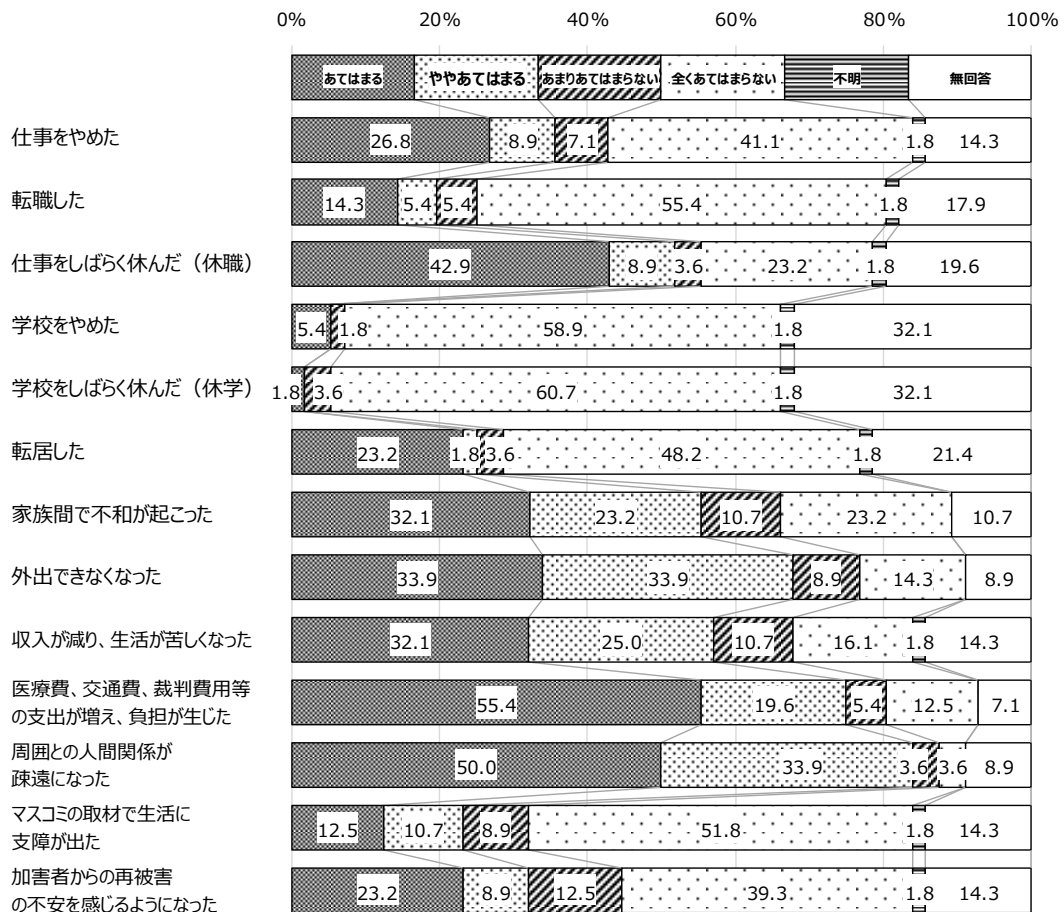 0% 20% 40% 60% 80% 100%
あてはまる ややあてはまる あまりあてはまらない 全くあてはまらない 不明 無回答
仕事をやめた 26.8 8.9 7.1 41.1 1.8 14.3
転職した 14.3 5.4 5.4 55.4 1.8 17.9
仕事をしばらく休んだ（休職） 42.9 8.9 3.6 23.2 1.8 19.6
学校をやめた 5.4 1.8 58.9 1.8 32.1
学校をしばらく休んだ（休学） 1.8 3.6 60.7 1.8 32.1
転居した 23.2 1.8 3.6 48.2 1.8 21.4
家族間で不和が起こった 32.1 23.2 10.7 23.2 10.7
外出できなくなった 33.9 33.9 8.9 14.3 8.9
収入が減り、生活が苦しくなった 32.1 25.0 10.7 16.1 1.8 14.3
医療費、交通費、裁判費用等
の支出が増え、負担が生じた 55.4 19.6 5.4 12.5 7.1
周囲との人間関係が
疎遠になった 50.0 33.9 3.6 3.6 8.9
マスコミの取材で生活に
支障が出た 12.5 10.7 8.9 51.8 1.8 14.3
加害者からの再被害
の不安を感じるようになった 23.2 8.9 12.5 39.3 1.8 14.3